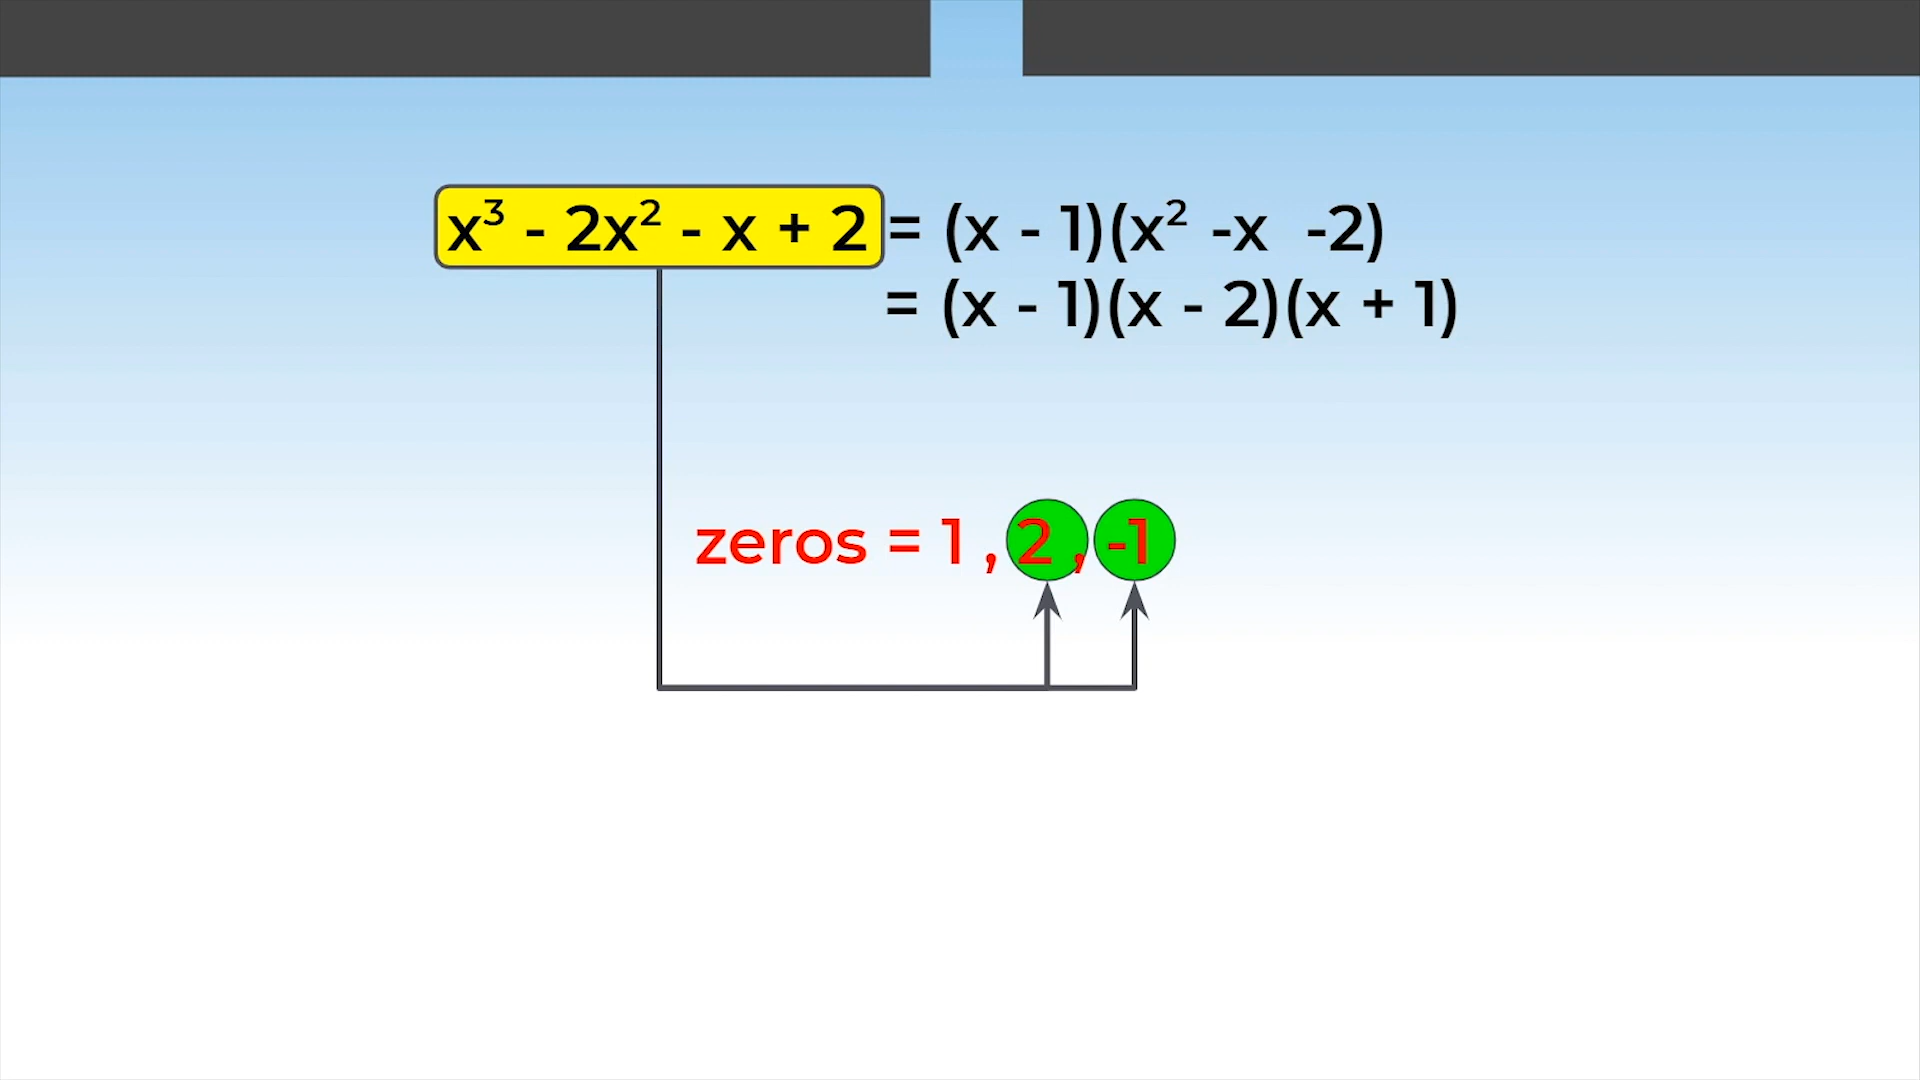 x³ - 2x² - x + 2 = (x - 1)(x² -x -2)
= (x - 1)(x - 2)(x + 1)
zeros = 1 , 2 , -1